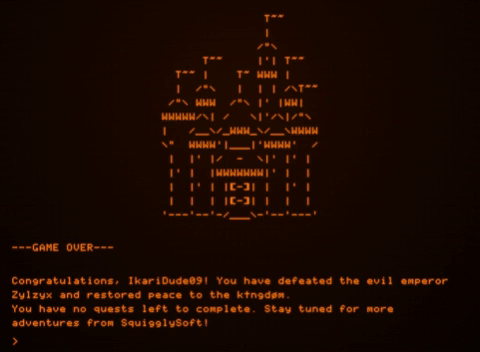 ---GAME OVER---
Congratulations, IkariDude09! You have defeated the evil emperor
Zylzyx and restored peace to the k†ngdøm.
You have no quests left to complete. Stay tuned for more
adventures from SquigglySoft!
>